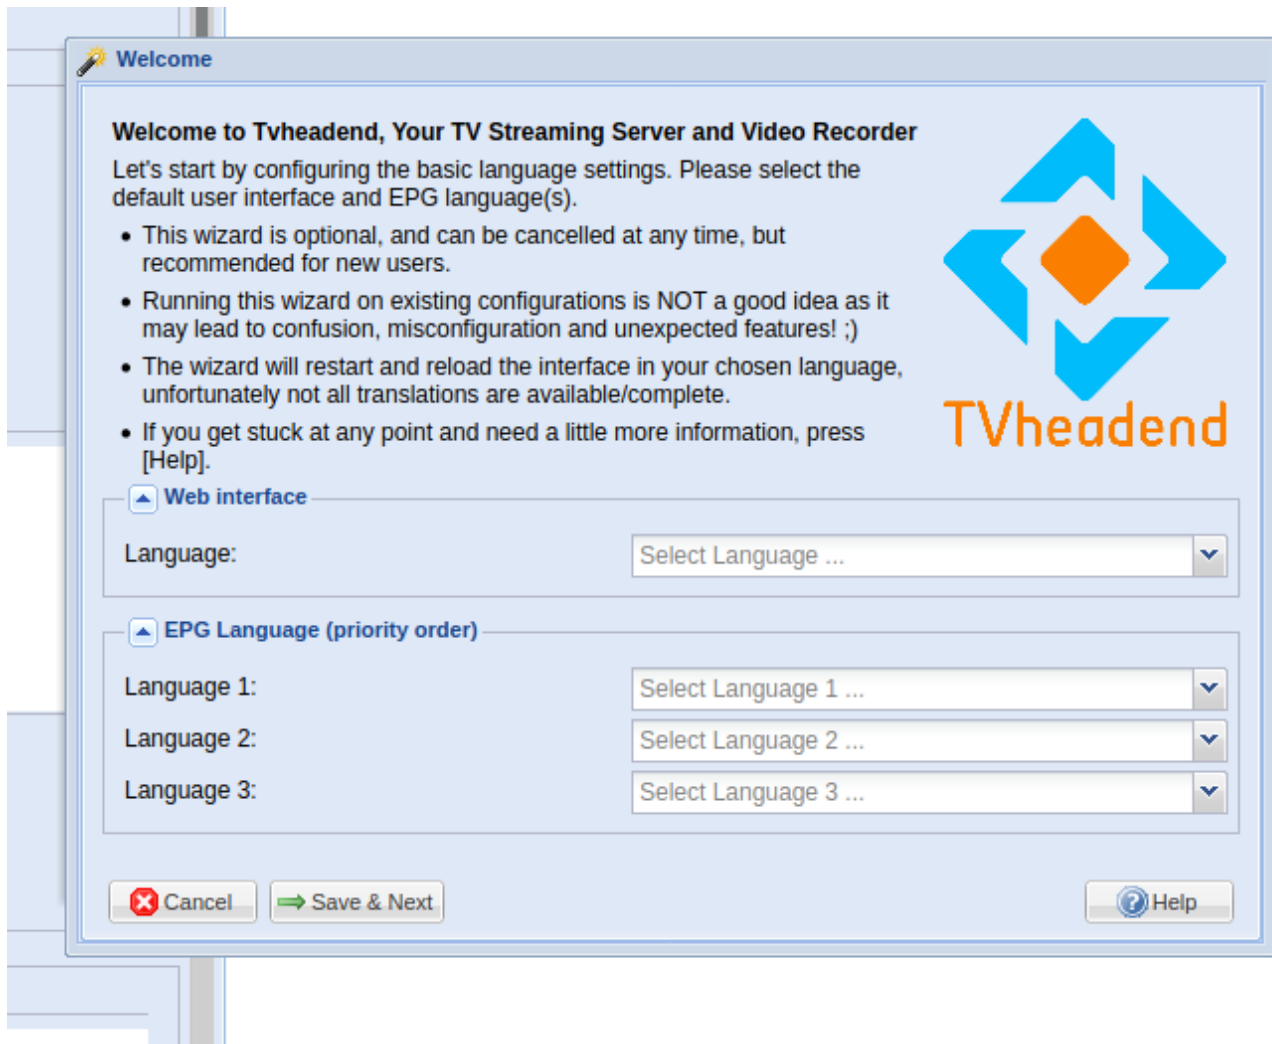 Welcome
Welcome to Tvheadend, Your TV Streaming Server and Video Recorder
Let's start by configuring the basic language settings. Please select the
default user interface and EPG language(s).
• This wizard is optional, and can be cancelled at any time, but
recommended for new users.
• Running this wizard on existing configurations is NOT a good idea as it
may lead to confusion, misconfiguration and unexpected features! ;)
• The wizard will restart and reload the interface in your chosen language,
unfortunately not all translations are available/complete.
• If you get stuck at any point and need a little more information, press
[Help].
TVheadend
Web interface
Language:
Select Language ...
EPG Language (priority order)
Language 1:
Select Language 1 ...
Language 2:
Select Language 2 ...
Language 3:
Select Language 3 ...
Cancel
Save & Next
Help